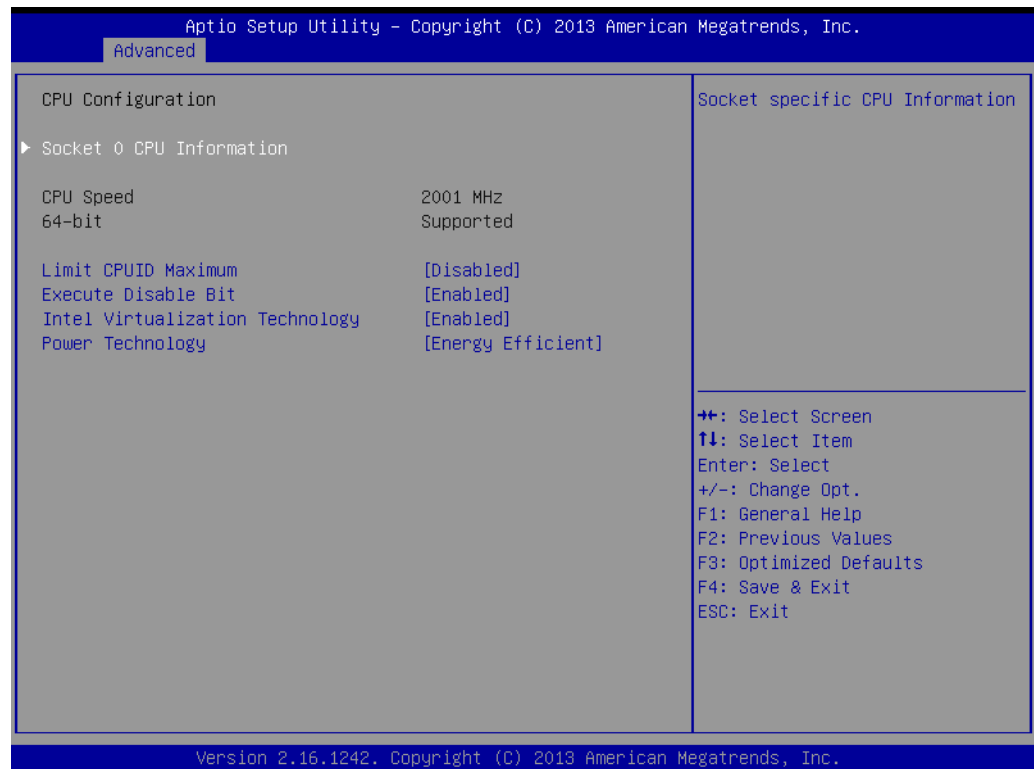 Aptio Setup Utility – Copyright (C) 2013 American Megatrends, Inc.
Advanced
CPU Configuration
Socket specific CPU Information
▶ Socket 0 CPU Information
CPU Speed 2001 MHz
64-bit Supported
Limit CPUID Maximum [Disabled]
Execute Disable Bit [Enabled]
Intel Virtualization Technology [Enabled]
Power Technology [Energy Efficient]
→←: Select Screen
↑↓: Select Item
Enter: Select
+/-: Change Opt.
F1: General Help
F2: Previous Values
F3: Optimized Defaults
F4: Save & Exit
ESC: Exit
Version 2.16.1242. Copyright (C) 2013 American Megatrends, Inc.